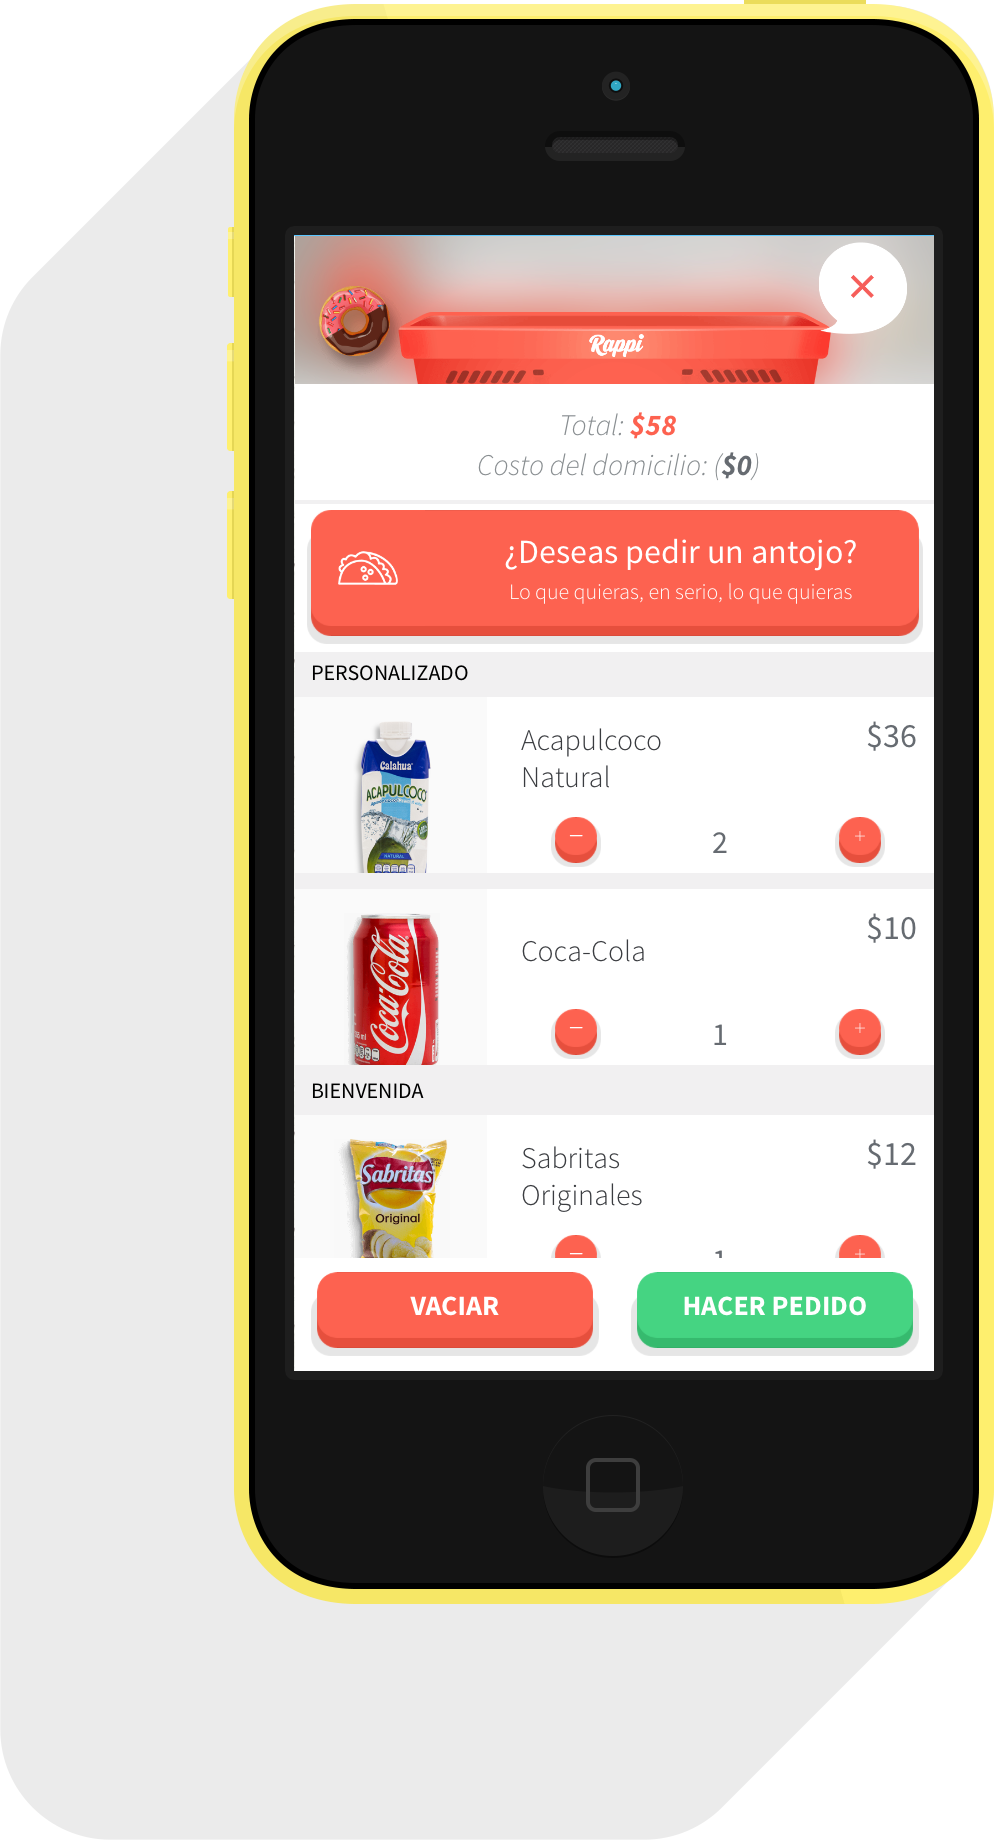 Rappi
Total: $58
Costo del domicilio: ($0)
¿Deseas pedir un antojo?
Lo que quieras, en serio, lo que quieras
PERSONALIZADO
Calahua
ACAPULCOCO
NATURAL
Acapulcoco
Natural
$36
2
Coca-Cola
Coca-Cola
$10
1
BIENVENIDA
Sabritas
Original
Sabritas
Originales
$12
1
VACIAR
HACER PEDIDO